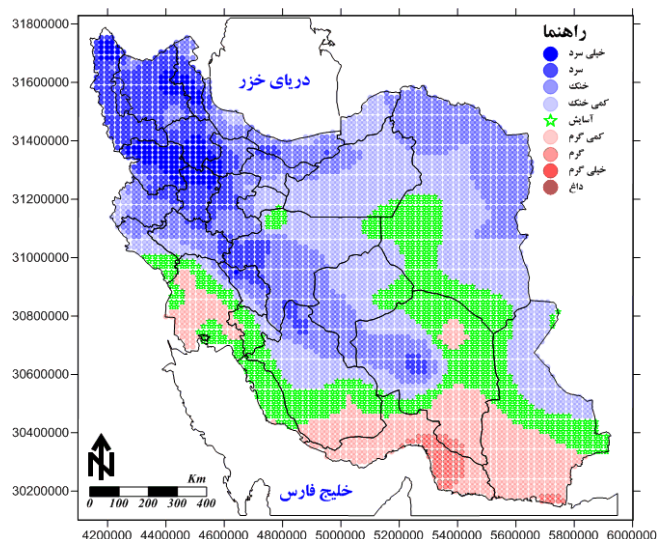 راهنما
خیلی سرد
سرد
خنک
کمی خنک
آسایش
کمی گرم
گرم
خیلی گرم
داغ
دریای خزر
خلیج فارس
N
Km
0 100 200 300 400
31800000
31600000
31400000
31200000
31000000
30800000
30600000
30400000
30200000
4200000 4400000 4600000 4800000 5000000 5200000 5400000 5600000 5800000 6000000